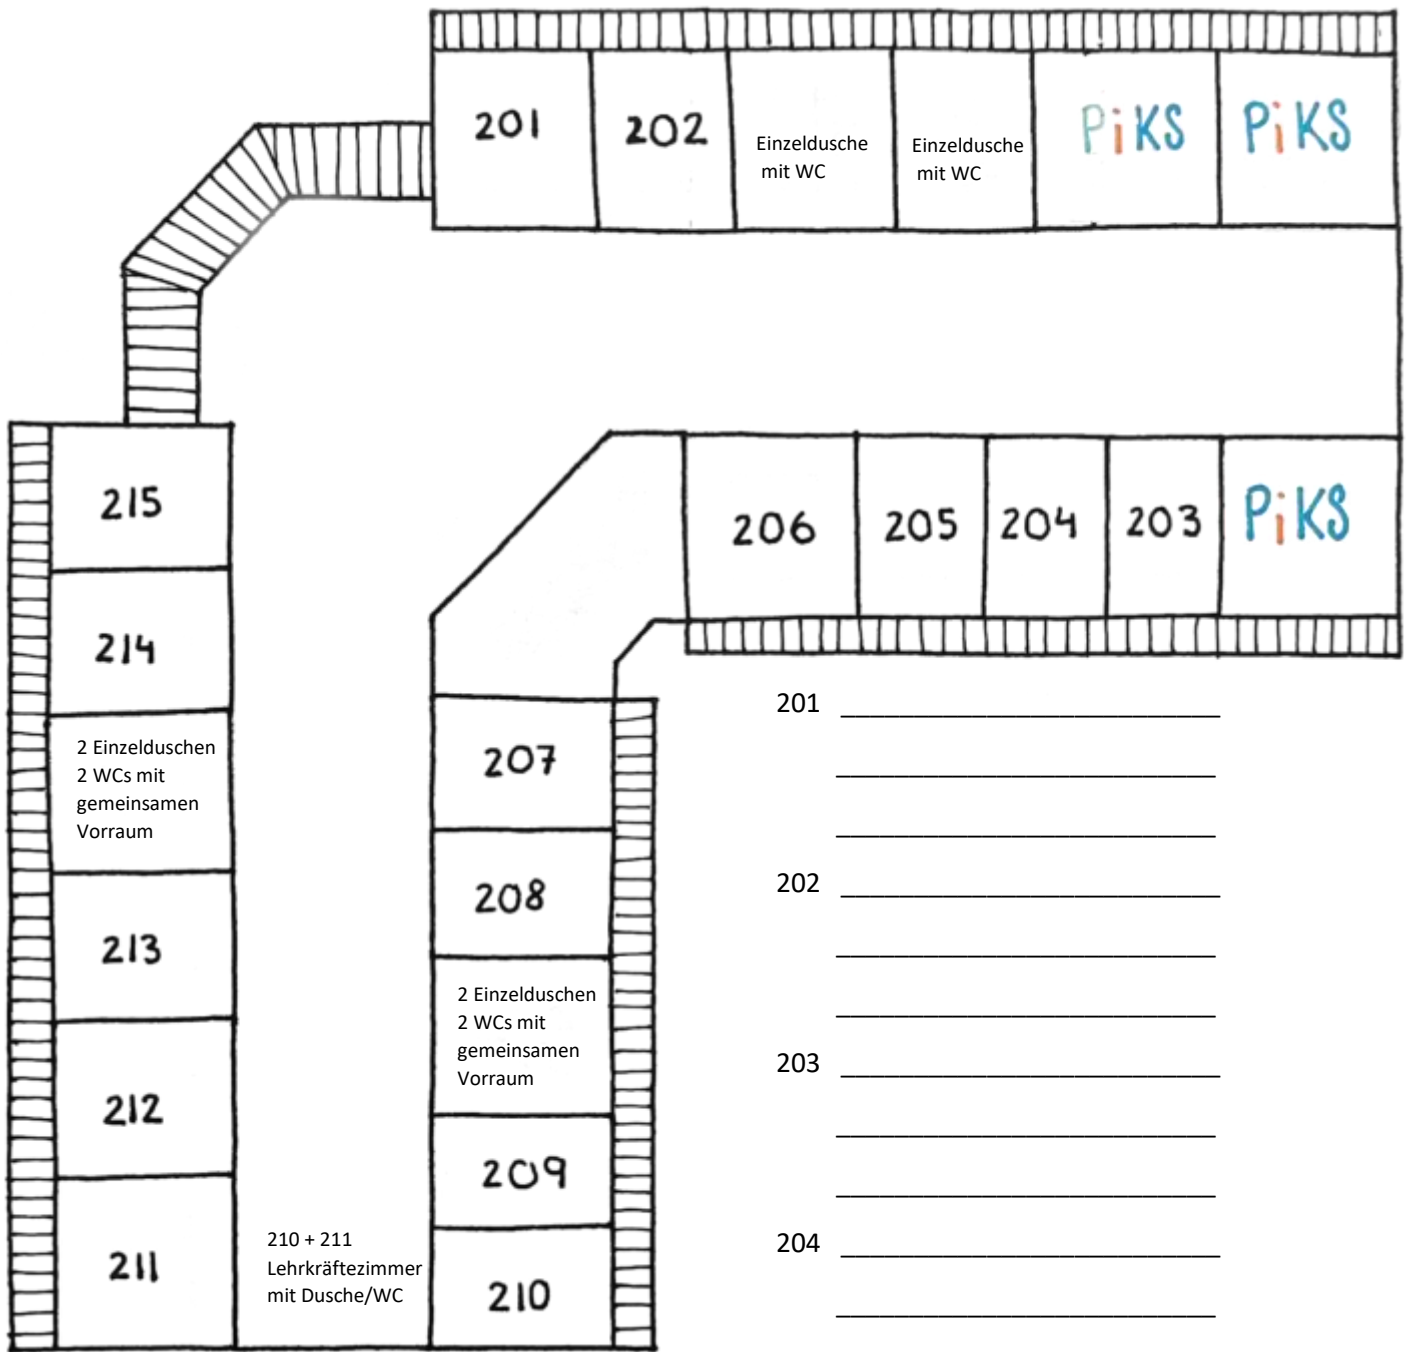 201
202
Einzeldusche
mit WC
Einzeldusche
mit WC
PiKS
PiKS
215
214
2 Einzelduschen
2 WCs mit
gemeinsamen
Vorraum
213
212
211
206
205
204
203
PiKS
207
208
2 Einzelduschen
2 WCs mit
gemeinsamen
Vorraum
209
210
210 + 211
Lehrkräftezimmer
mit Dusche/WC
201
202
203
204